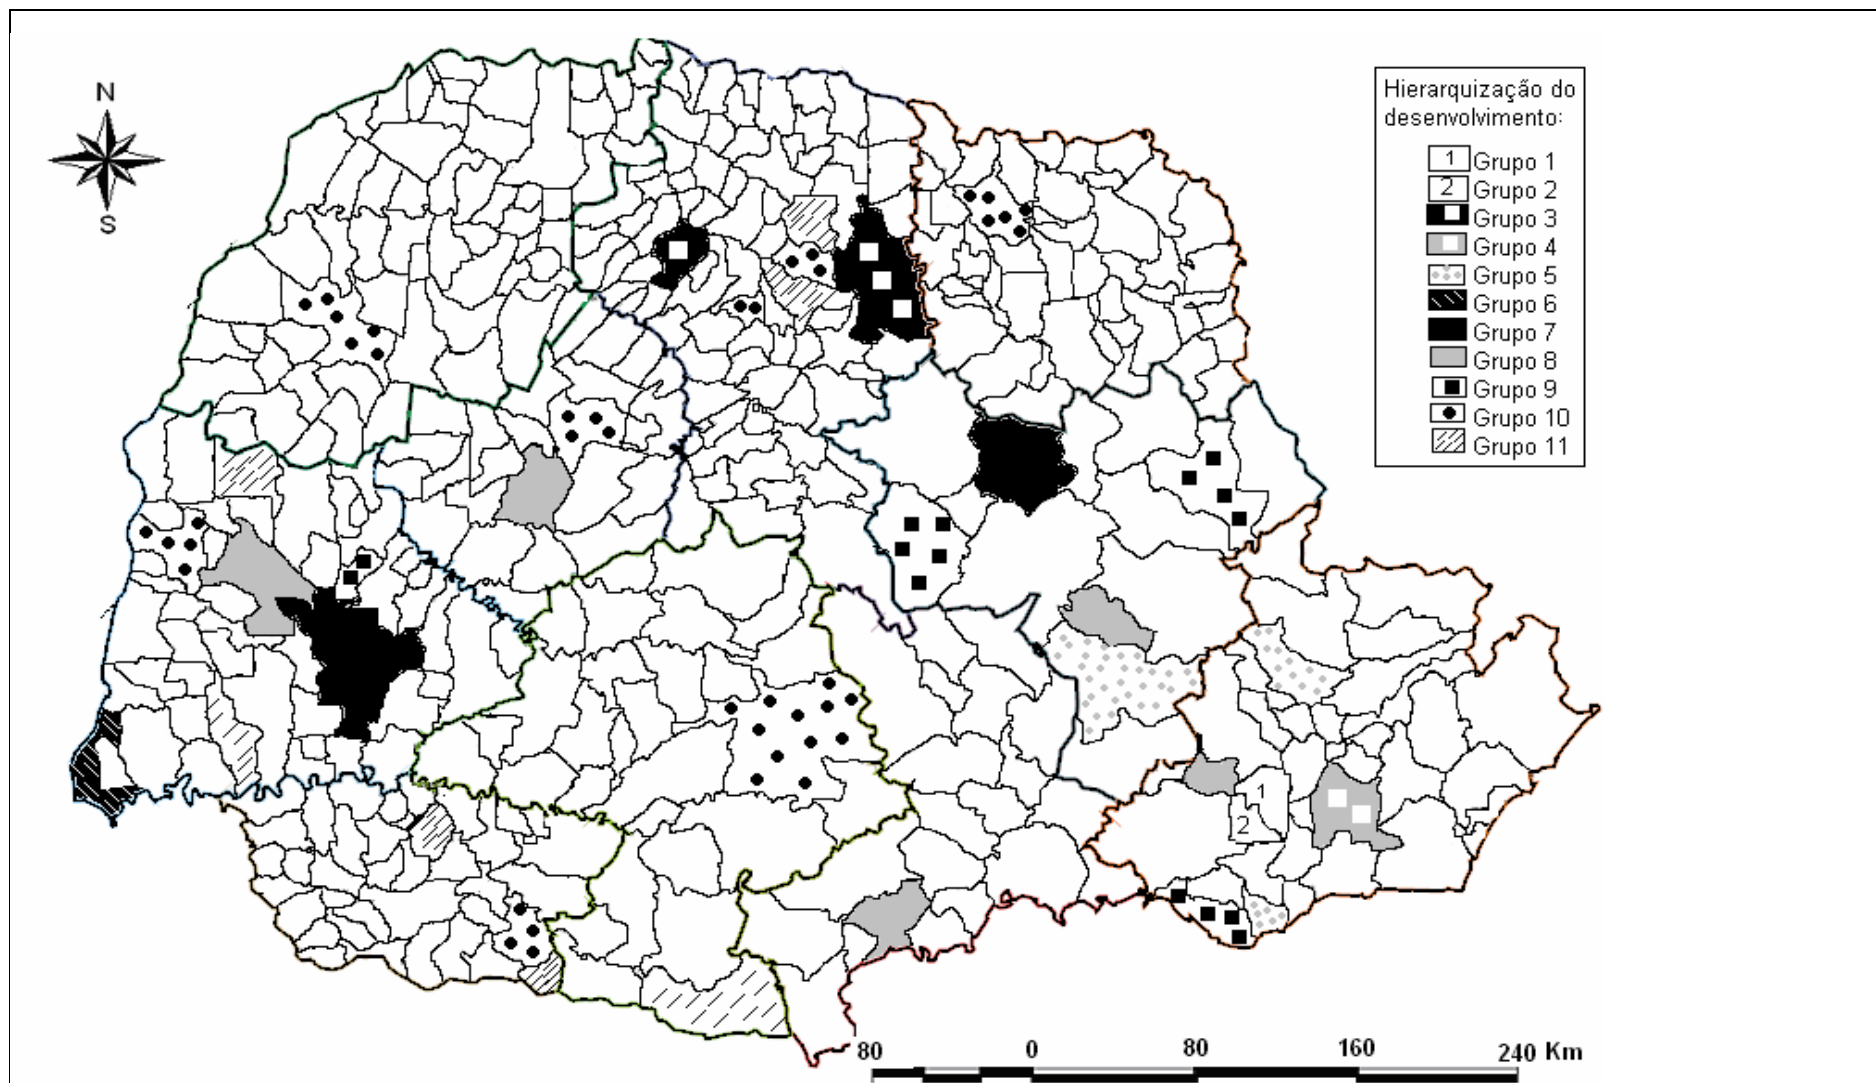 N
S
Hierarquização do
desenvolvimento:
1 Grupo 1
2 Grupo 2
Grupo 3
Grupo 4
Grupo 5
Grupo 6
Grupo 7
Grupo 8
Grupo 9
Grupo 10
Grupo 11
1
2
80 0 80 160 240 Km